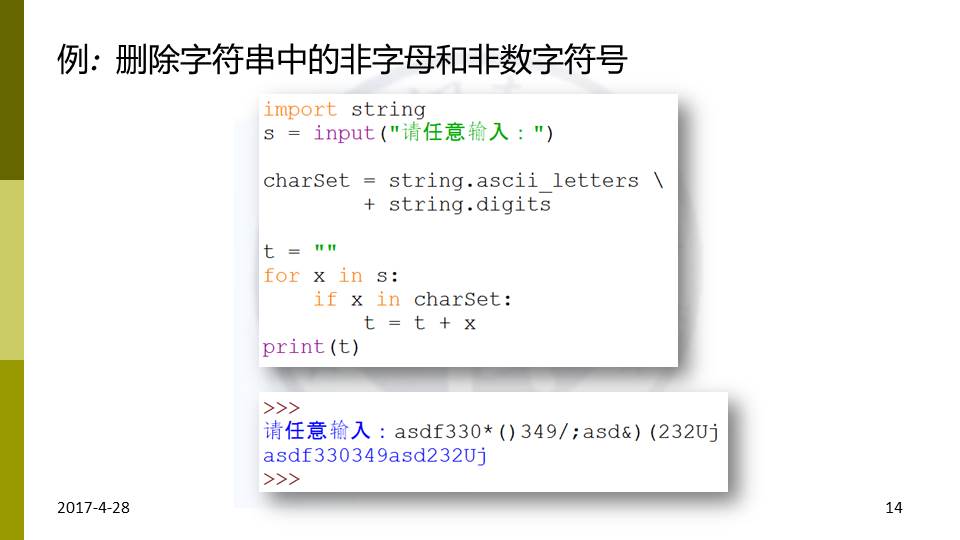 例: 删除字符串中的非字母和非数字符号
import string
s = input("请任意输入：")
charSet = string.ascii_letters \
        + string.digits
t = ""
for x in s:
    if x in charSet:
        t = t + x
print(t)
>>>
请任意输入：asdf330*()349/;asd&)(232Uj
asdf330349asd232Uj
>>>
2017-4-28
14